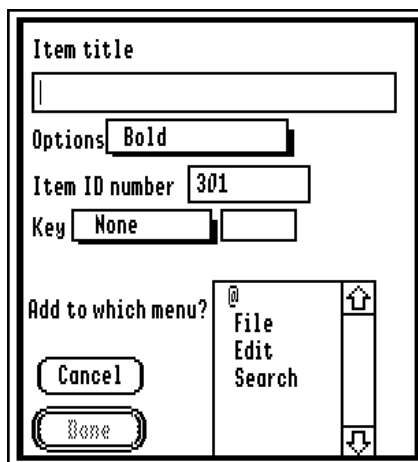 Item title
Options Bold
Item ID number 301
Key None
Add to which menu?
@
File
Edit
Search
Cancel
Done